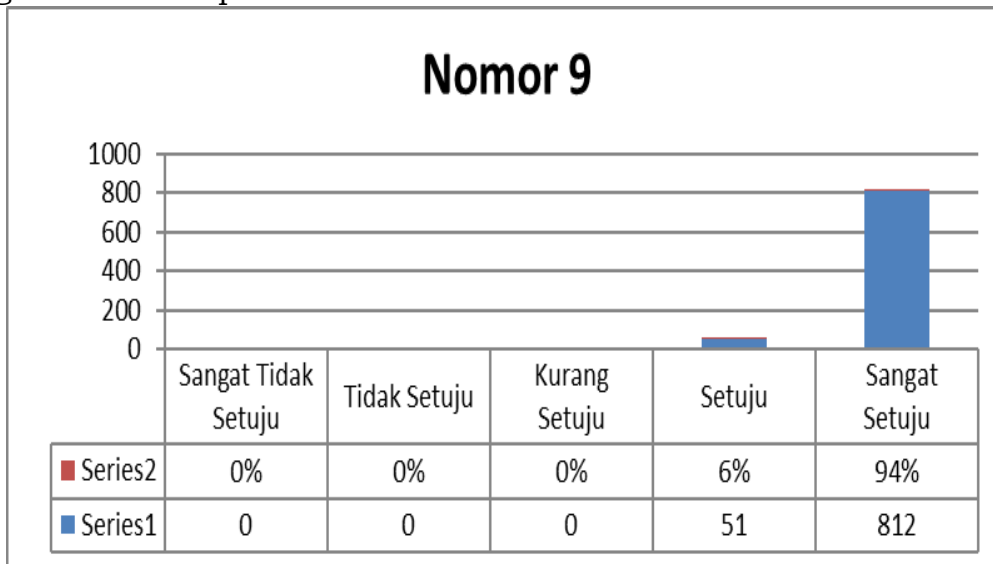 Nomor 9
1000
800
600
400
200
0
Sangat Tidak Setuju
Tidak Setuju
Kurang Setuju
Setuju
Sangat Setuju
Series2 0% 0% 0% 6% 94%
Series1 0 0 0 51 812